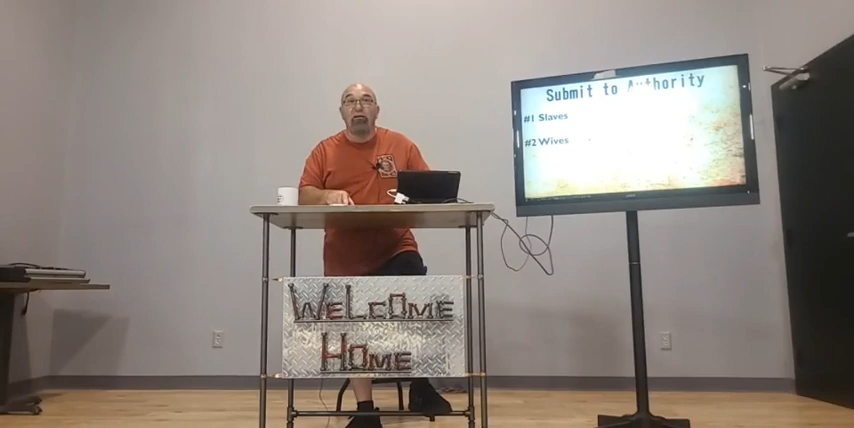 Submit to Authority
#1 Slaves
#2 Wives
WELCOME
HOME